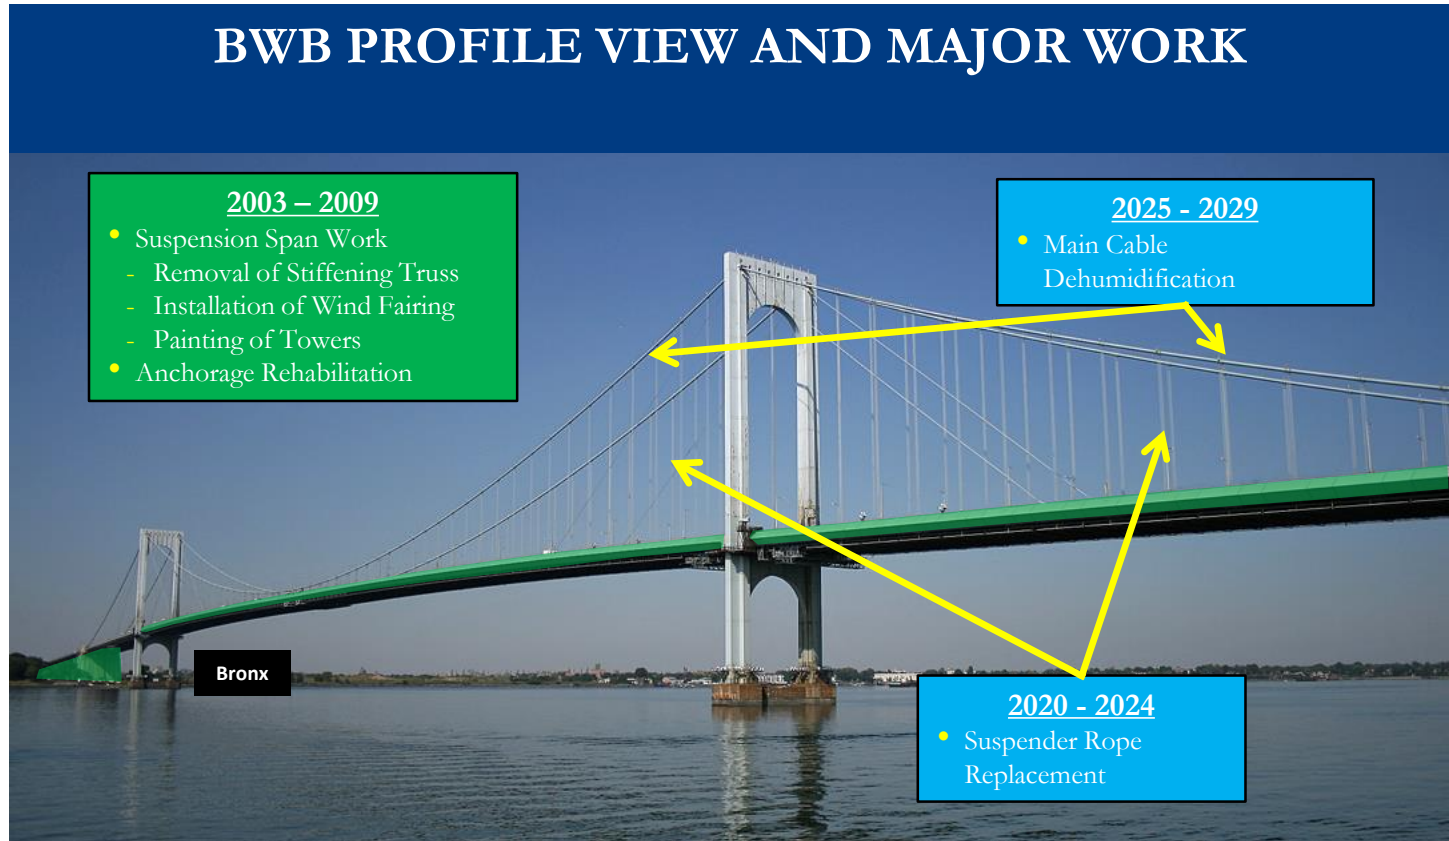 BWB PROFILE VIEW AND MAJOR WORK
2003 – 2009
• Suspension Span Work
- Removal of Stiffening Truss
- Installation of Wind Fairing
- Painting of Towers
• Anchorage Rehabilitation
2025 - 2029
• Main Cable
Dehumidification
Bronx
2020 - 2024
• Suspender Rope
Replacement